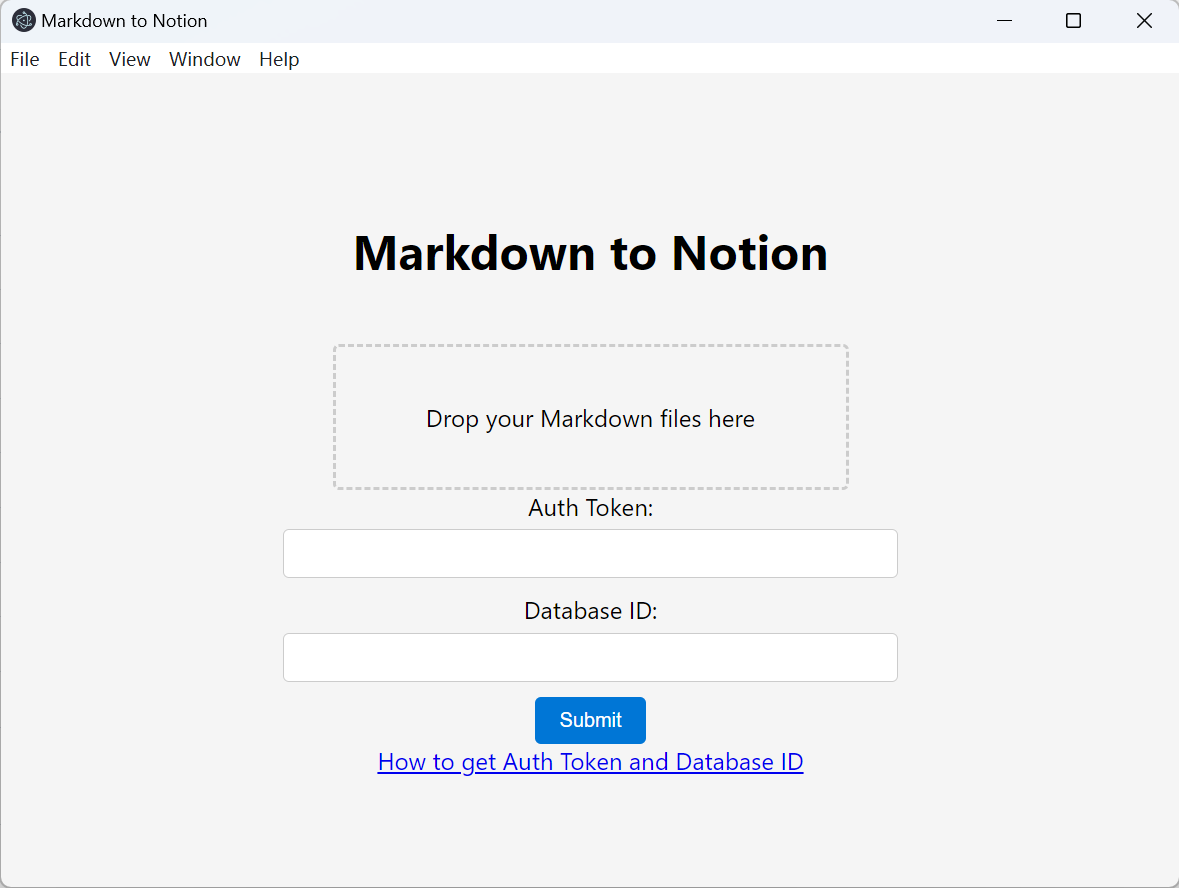 Markdown to Notion
File Edit View Window Help
Markdown to Notion
Drop your Markdown files here
Auth Token:
Database ID:
Submit
How to get Auth Token and Database ID